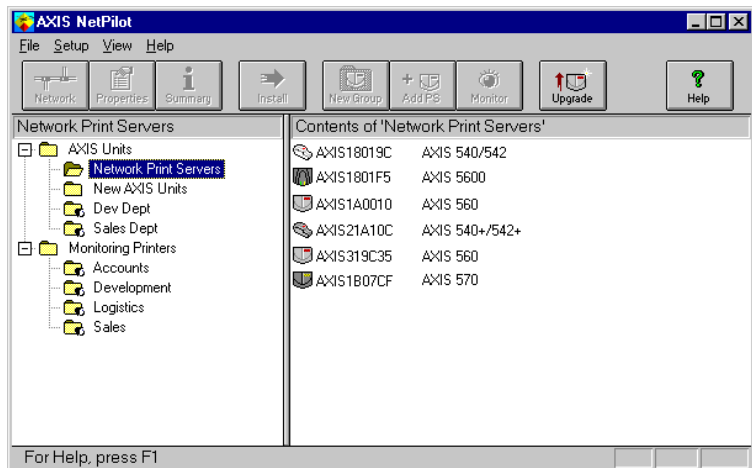 AXIS NetPilot
File Setup View Help
Network Properties Summary Install New Group Add PS Monitor Upgrade Help
Network Print Servers
Contents of 'Network Print Servers'
AXIS Units
Network Print Servers
New AXIS Units
Dev Dept
Sales Dept
Monitoring Printers
Accounts
Development
Logistics
Sales
AXIS18019C AXIS 540/542
AXIS1801F5 AXIS 5600
AXIS1A0010 AXIS 560
AXIS21A10C AXIS 540+/542+
AXIS319C35 AXIS 560
AXIS1B07CF AXIS 570
For Help, press F1